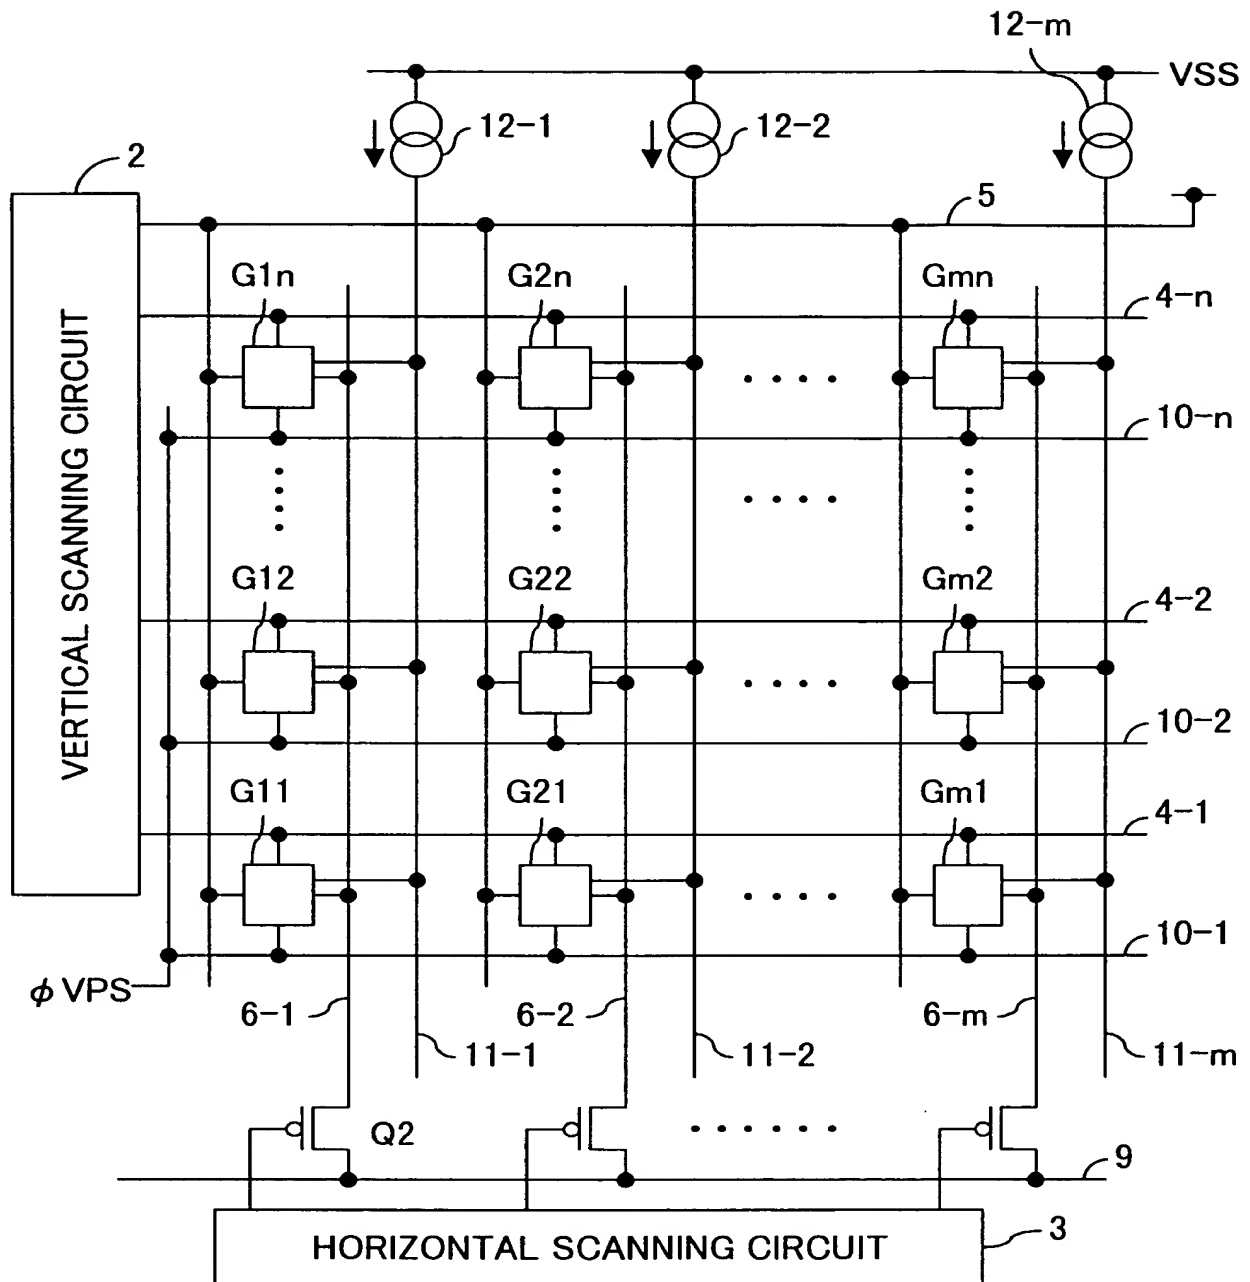 12-m
VSS
12-1
12-2
2
5
G1n
G2n
Gmn
4-n
VERTICAL SCANNING CIRCUIT
10-n
G12
G22
Gm2
4-2
10-2
G11
G21
Gm1
4-1
10-1
φVPS
6-1
6-2
6-m
11-1
11-2
11-m
Q2
9
3
HORIZONTAL SCANNING CIRCUIT